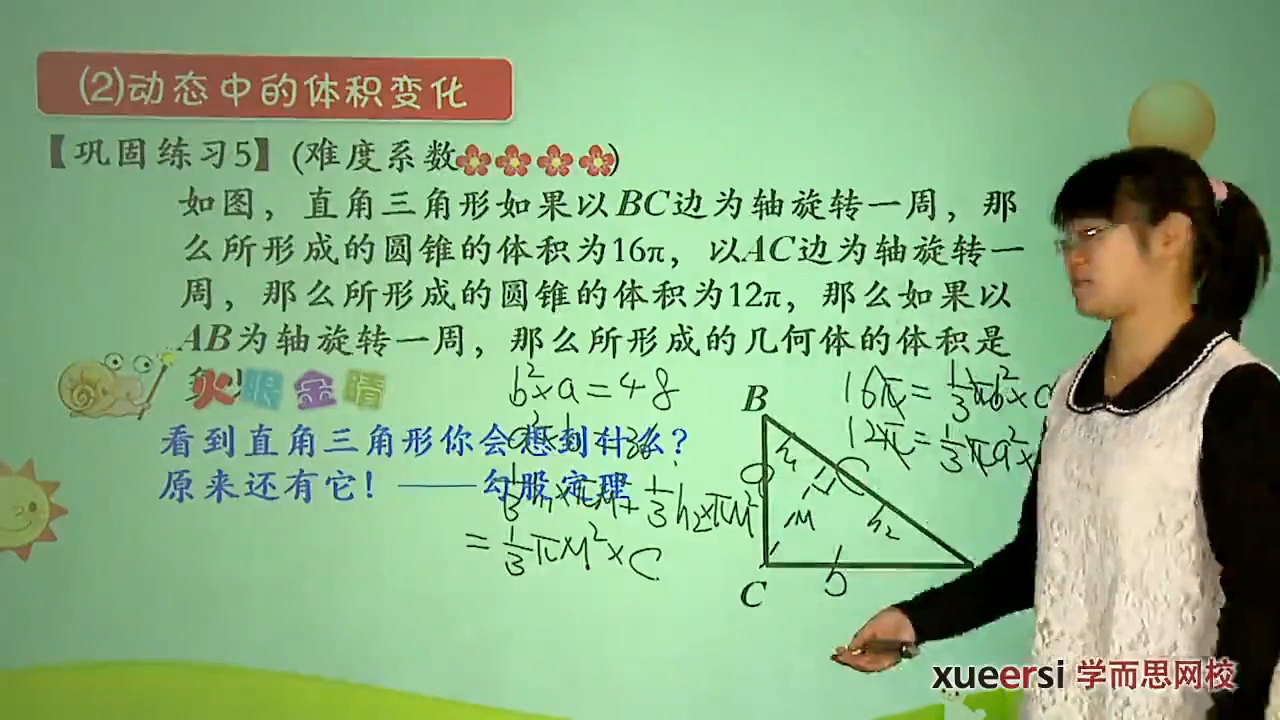 (2)动态中的体积变化
【巩固练习5】(难度系数)
如图，直角三角形如果以BC边为轴旋转一周，那
么所形成的圆锥的体积为16π，以AC边为轴旋转一
周，那么所形成的圆锥的体积为12π，那么如果以
AB为轴旋转一周，那么所形成的几何体的体积是
火眼金睛
b²×a=48
16π=1/3πb²×a
看到直角三角形你会想到什么？
12π=1/3πa²×
原来还有它！——勾股定理
1/3h₂×πM²
=1/3πM²×C
B
a
h₁
C
M
h₂
C
b
xueersi 学而思网校